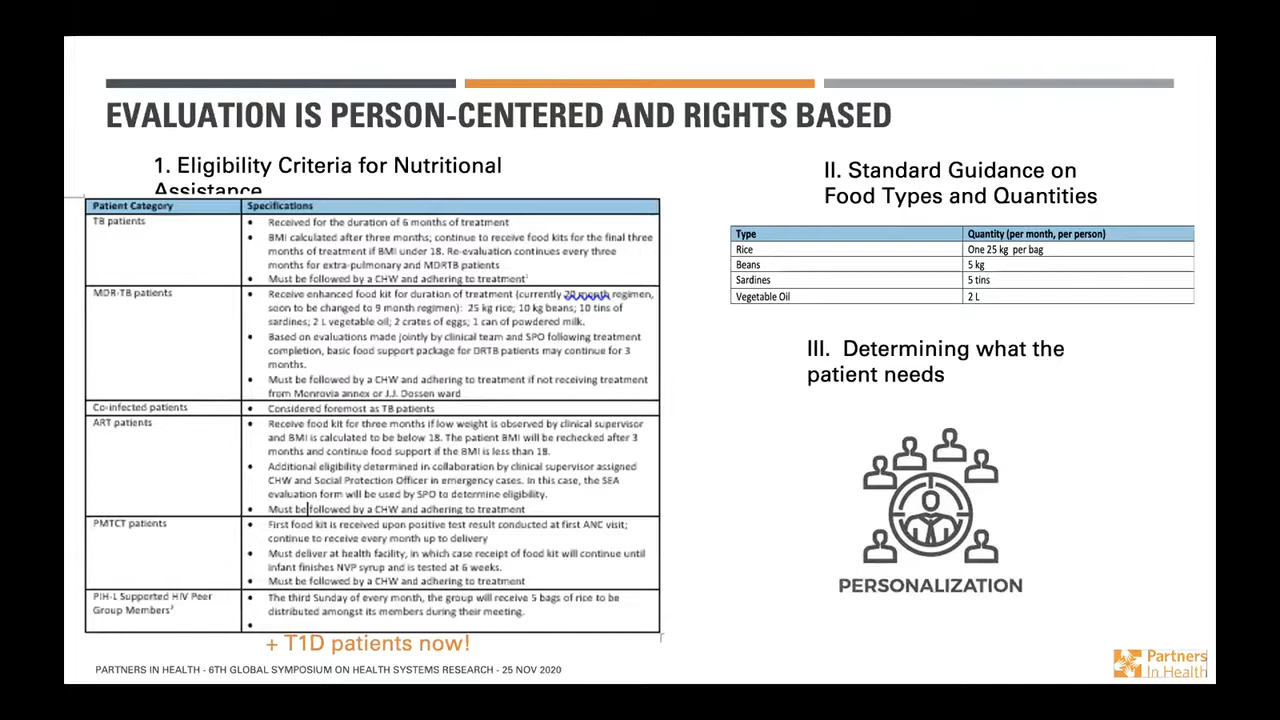 EVALUATION IS PERSON-CENTERED AND RIGHTS BASED
1. Eligibility Criteria for Nutritional
Assistance
Patient Category Specifications
TB patients
• Received for the duration of 6 months of treatment
• BMI calculated after three months; continue to receive food kits for the final three
months of treatment if BMI under 18. Re-evaluation continues every three
months for extra-pulmonary and MDRTB patients
• Must be followed by a CHW and adhering to treatment¹
MDR-TB patients
• Receive enhanced food kit for duration of treatment (currently 20 month regimen,
soon to be changed to 9 month regimen): 25 kg rice; 10 kg beans; 10 tins of
sardines; 2 L vegetable oil; 2 crates of eggs; 1 can of powdered milk.
• Based on evaluations made jointly by clinical team and SPO following treatment
completion, basic food support package for DRTB patients may continue for 3
months.
• Must be followed by a CHW and adhering to treatment if not receiving treatment
from Monrovia annex or J.J. Dossen ward
Co-infected patients
• Considered foremost as TB patients
ART patients
• Receive food kit for three months if low weight is observed by clinical supervisor
and BMI is calculated to be below 18. The patient BMI will be rechecked after 3
months and continue food support if the BMI is less than 18.
• Additional eligibility determined in collaboration by clinical supervisor assigned
CHW and Social Protection Officer in emergency cases. In this case, the SEA
evaluation form will be used by SPO to determine eligibility.
• Must be followed by a CHW and adhering to treatment
PMTCT patients
• First food kit is received upon positive test result conducted at first ANC visit;
continue to receive every month up to delivery
• Must deliver at health facility, in which case receipt of food kit will continue until
infant finishes NVP syrup and is tested at 6 weeks.
• Must be followed by a CHW and adhering to treatment
PIH-L Supported HIV Peer
Group Members²
• The third Sunday of every month, the group will receive 5 bags of rice to be
distributed amongst its members during their meeting.
•
+ T1D patients now!
II. Standard Guidance on
Food Types and Quantities
Type Quantity (per month, per person)
Rice One 25 kg per bag
Beans 5 kg
Sardines 5 tins
Vegetable Oil 2 L
III. Determining what the
patient needs
PERSONALIZATION
PARTNERS IN HEALTH - 6TH GLOBAL SYMPOSIUM ON HEALTH SYSTEMS RESEARCH - 25 NOV 2020
Partners
In Health